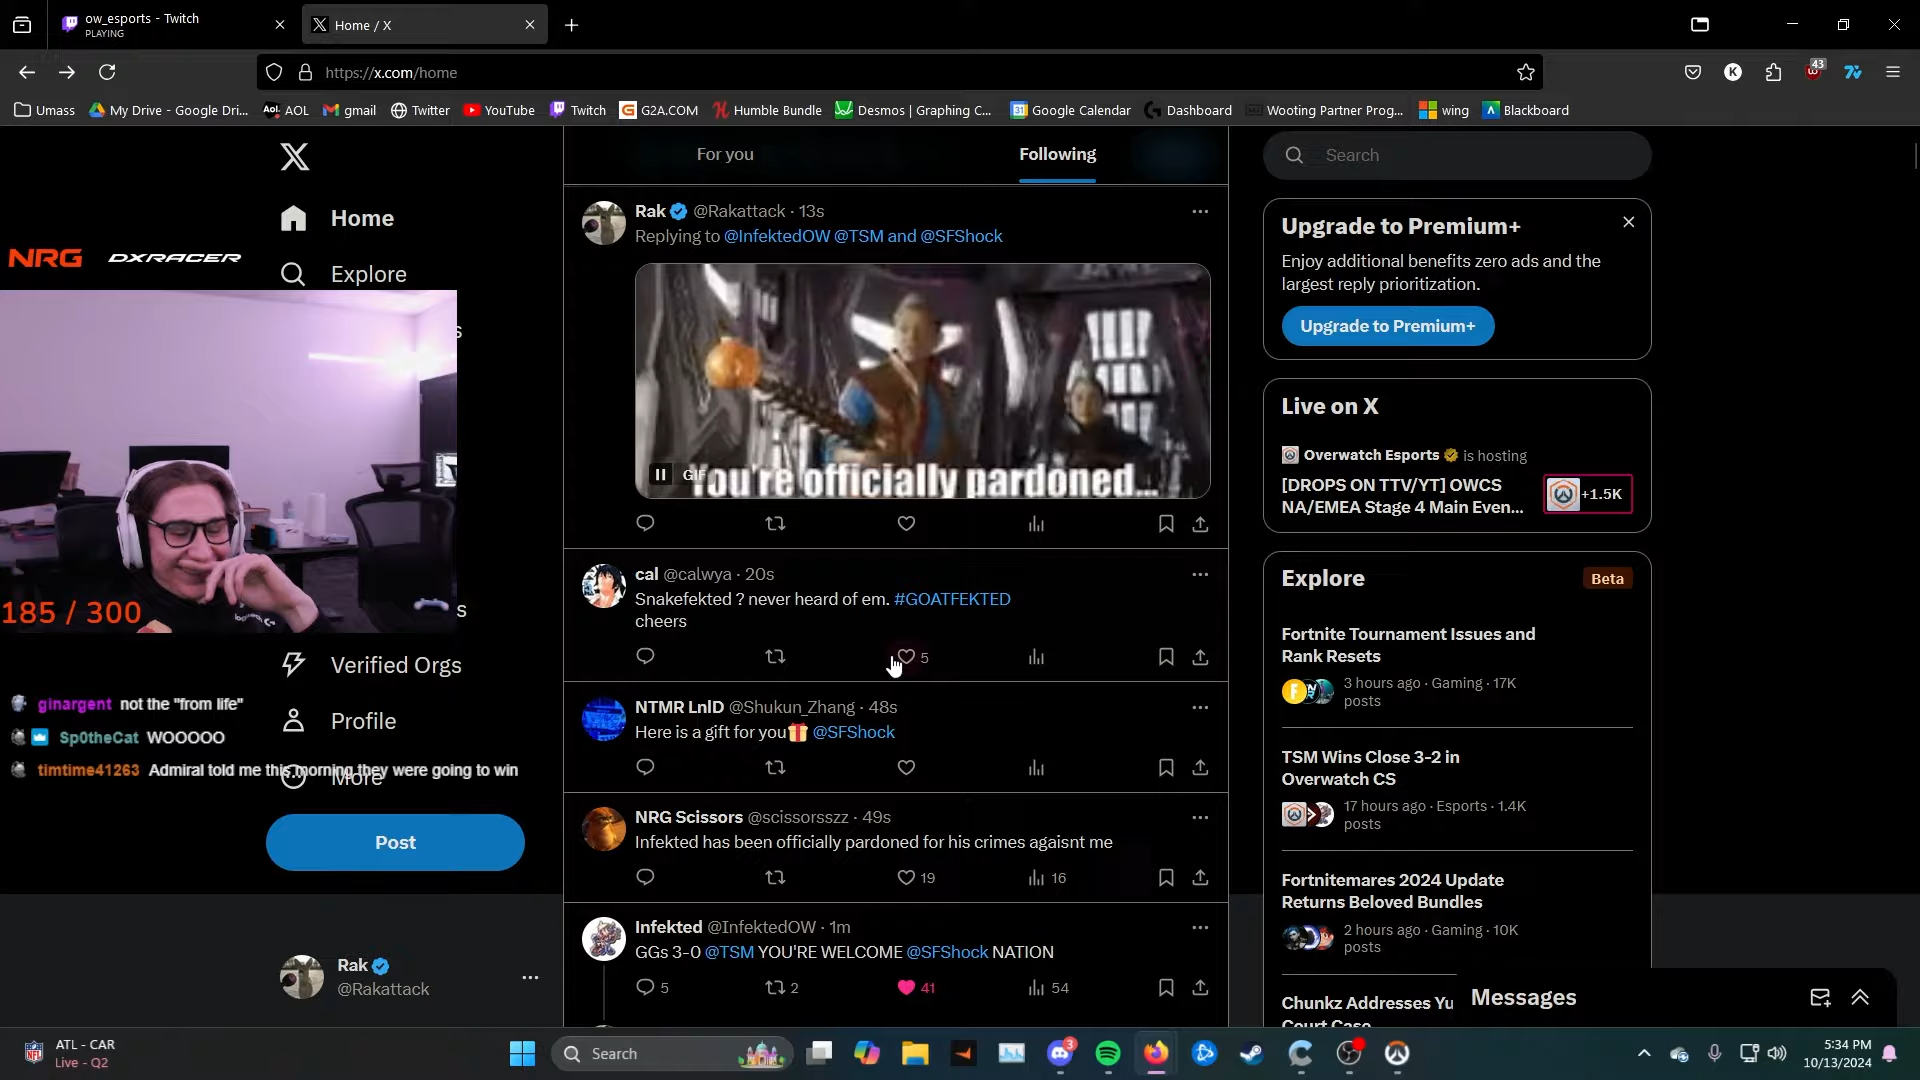 ow_esports - Twitch
PLAYING
Home / X
https://x.com/home
K
43
Umass
My Drive - Google Dri...
AOL
gmail
Twitter
YouTube
Twitch
G2A.COM
Humble Bundle
Desmos | Graphing C...
Google Calendar
Dashboard
Wooting Partner Prog...
wing
Blackboard
Home
Explore
NRG DXRACER
s
s
185 / 300
Verified Orgs
Profile
More
ginargent not the "from life"
Sp0theCat WOOOOO
timtime41263 Admiral told me this morning they were going to win
Post
Rak
@Rakattack
For you
Following
Rak @Rakattack · 13s
Replying to @InfektedOW @TSM and @SFShock
GIF
You're officially pardoned...
cal @calwya · 20s
Snakefekted ? never heard of em. #GOATFEKTED
cheers
5
NTMR LnlD @Shukun_Zhang · 48s
Here is a gift for you🎁 @SFShock
NRG Scissors @scissorsszz · 49s
Infekted has been officially pardoned for his crimes agaisnt me
19
16
Infekted @InfektedOW · 1m
GGs 3-0 @TSM YOU'RE WELCOME @SFShock NATION
5
2
41
54
Search
Upgrade to Premium+
Enjoy additional benefits zero ads and the
largest reply prioritization.
Upgrade to Premium+
Live on X
Overwatch Esports is hosting
[DROPS ON TTV/YT] OWCS
NA/EMEA Stage 4 Main Even...
+1.5K
Explore
Beta
Fortnite Tournament Issues and
Rank Resets
3 hours ago · Gaming · 17K
posts
TSM Wins Close 3-2 in
Overwatch CS
17 hours ago · Esports · 1.4K
posts
Fortnitemares 2024 Update
Returns Beloved Bundles
2 hours ago · Gaming · 10K
posts
Chunkz Addresses Yu
Court Case
Messages
ATL - CAR
Live - Q2
Search
3
5:34 PM
10/13/2024